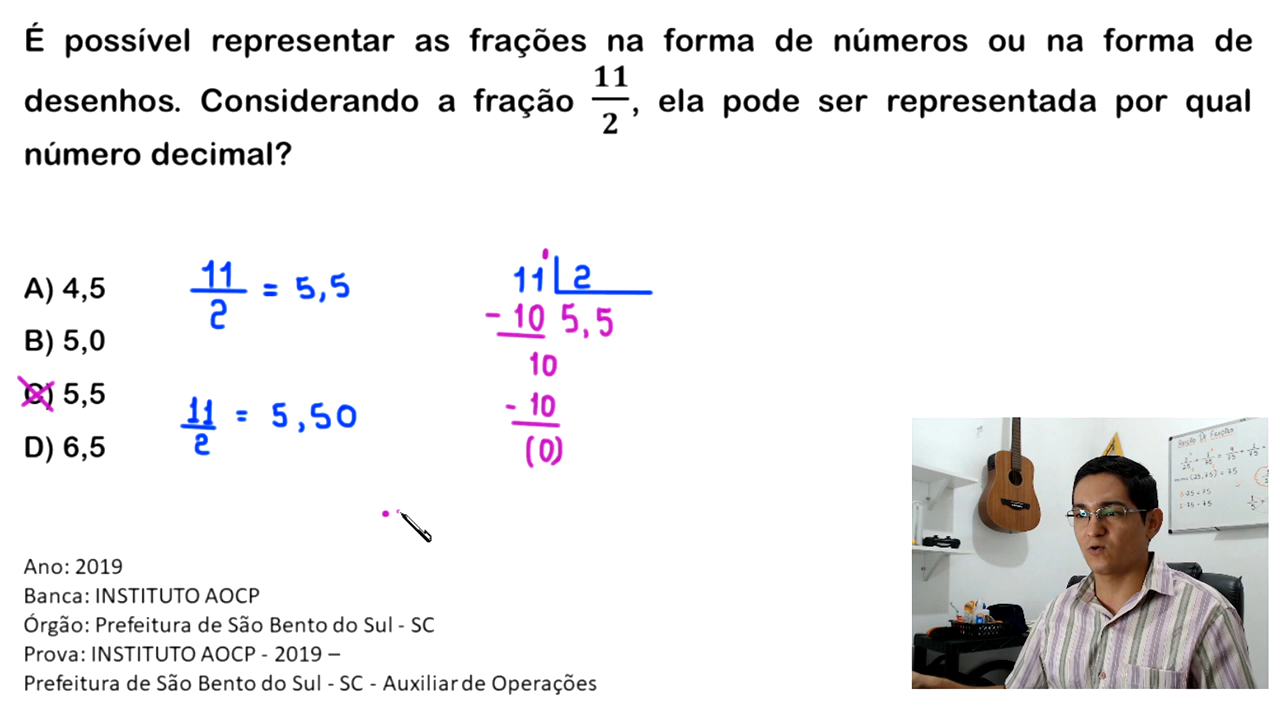 É possível representar as frações na forma de números ou na forma de
desenhos. Considerando a fração 11/2, ela pode ser representada por qual
número decimal?
A) 4,5
B) 5,0
C) 5,5
D) 6,5
11/2 = 5,5
11/2 = 5,50
11 2
- 10 5,5
10
- 10
(0)
Ano: 2019
Banca: INSTITUTO AOCP
Órgão: Prefeitura de São Bento do Sul - SC
Prova: INSTITUTO AOCP - 2019 –
Prefeitura de São Bento do Sul - SC - Auxiliar de Operações